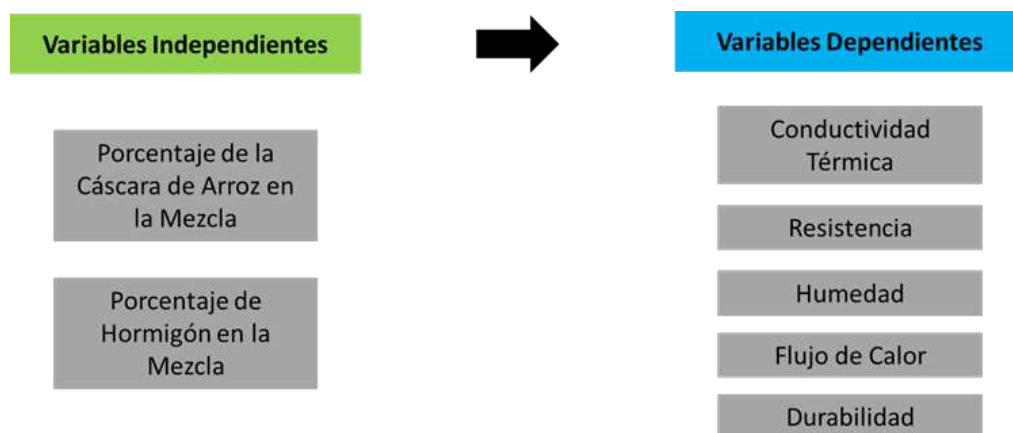 Variables Independientes
Variables Dependientes
Porcentaje de la
Cáscara de Arroz en
la Mezcla
Porcentaje de
Hormigón en la
Mezcla
Conductividad
Térmica
Resistencia
Humedad
Flujo de Calor
Durabilidad